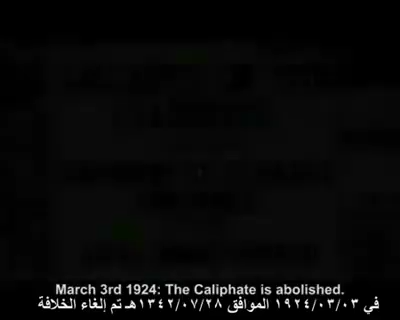 March 3rd 1924: The Caliphate is abolished.
في ١٩٢٤/٠٣/٠٣ الموافق ١٣٤٢/٠٧/٢٨هـ تم إلغاء الخلافة